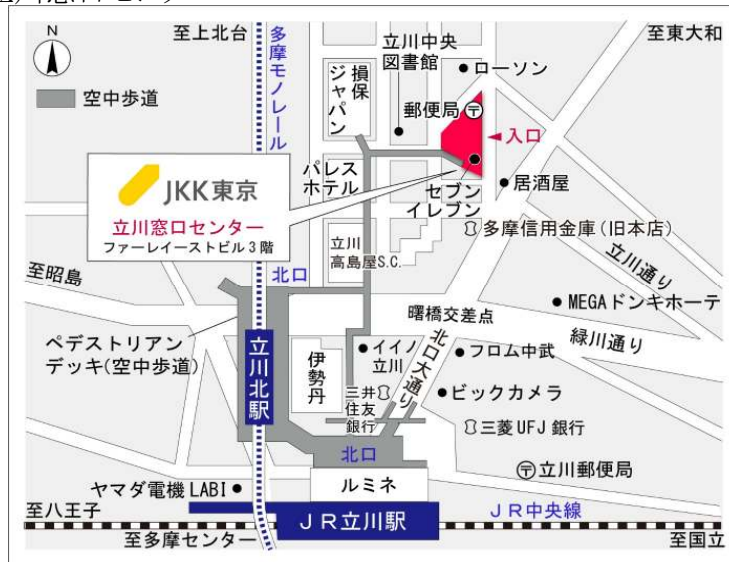 N
空中歩道
至上北台
多摩モノレール
損保
ジャパン
立川中央
図書館
ローソン
至東大和
郵便局
入口
パレス
ホテル
セブン
イレブン
居酒屋
JKK東京
立川窓口センター
ファーレイーストビル3階
立川
高島屋S.C.
多摩信用金庫(旧本店)
立川通り
至昭島
北口
曙橋交差点
MEGAドンキホーテ
緑川通り
ペデストリアン
デッキ(空中歩道)
立川北駅
伊勢丹
イイノ
立川
北口大通り
フロム中武
三井
住友
銀行
ビックカメラ
三菱UFJ銀行
北口
立川郵便局
ヤマダ電機LABI
ルミネ
至八王子
JR立川駅
JR中央線
至多摩センター
至国立